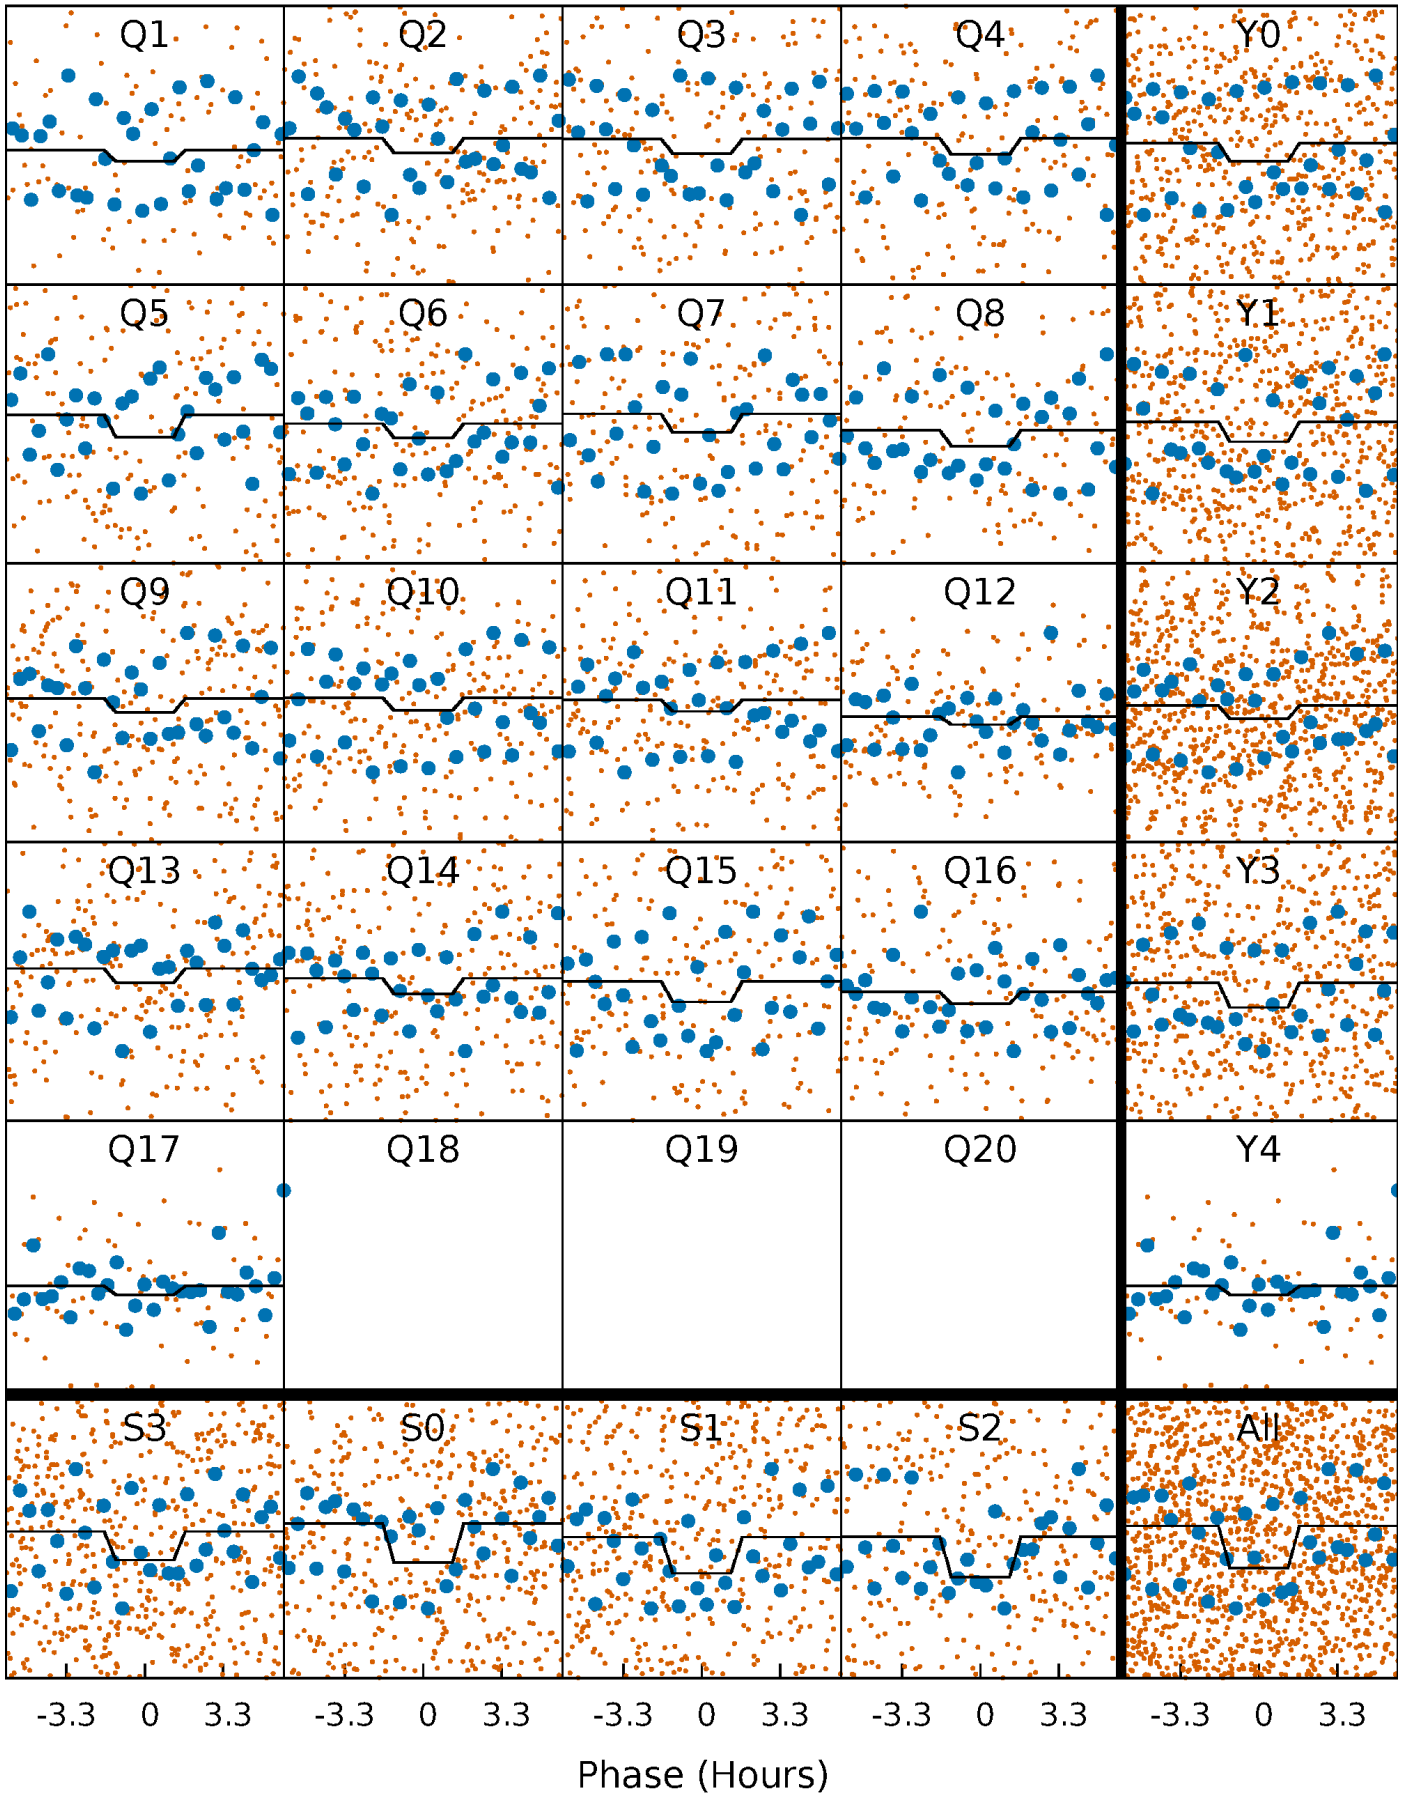 Q1 Q2 Q3 Q4 Y0
Q5 Q6 Q7 Q8 Y1
Q9 Q10 Q11 Q12 Y2
Q13 Q14 Q15 Q16 Y3
Q17 Q18 Q19 Q20 Y4
S3 S0 S1 S2 All
-3.3 0 3.3 -3.3 0 3.3 -3.3 0 3.3 -3.3 0 3.3 -3.3 0 3.3
Phase (Hours)